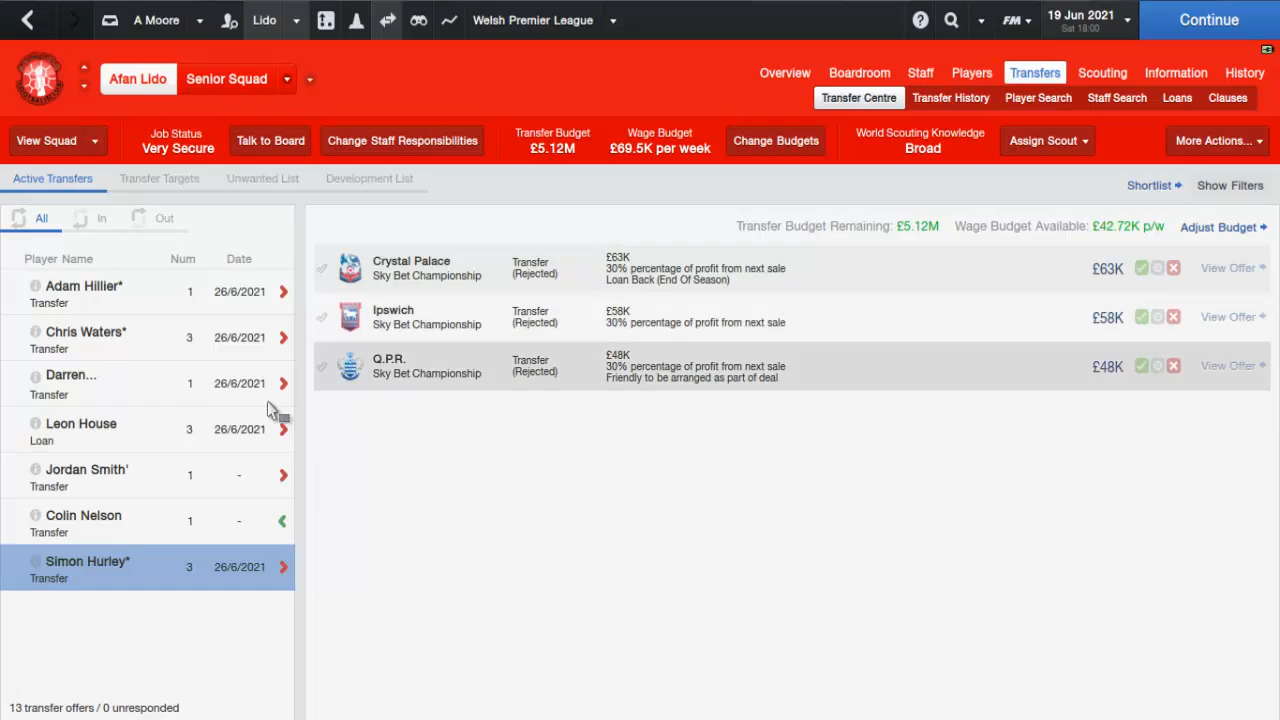 A Moore
Lido
Welsh Premier League
FM
19 Jun 2021
Sat 18:00
Continue
Afan Lido
Senior Squad
Overview
Boardroom
Staff
Players
Transfers
Scouting
Information
History
Transfer Centre
Transfer History
Player Search
Staff Search
Loans
Clauses
View Squad
Job Status
Very Secure
Talk to Board
Change Staff Responsibilities
Transfer Budget
£5.12M
Wage Budget
£69.5K per week
Change Budgets
World Scouting Knowledge
Broad
Assign Scout
More Actions...
Active Transfers
Transfer Targets
Unwanted List
Development List
Shortlist
Show Filters
All
In
Out
Transfer Budget Remaining: £5.12M
Wage Budget Available: £42.72K p/w
Adjust Budget
Player Name
Num
Date
Adam Hillier*
Transfer
1
26/6/2021
Chris Waters*
Transfer
3
26/6/2021
Darren...
Transfer
1
26/6/2021
Leon House
Loan
3
26/6/2021
Jordan Smith'
Transfer
1
-
Colin Nelson
Transfer
1
-
Simon Hurley*
Transfer
3
26/6/2021
Crystal Palace
Sky Bet Championship
Transfer
(Rejected)
£63K
30% percentage of profit from next sale
Loan Back (End Of Season)
£63K
View Offer
Ipswich
Sky Bet Championship
Transfer
(Rejected)
£58K
30% percentage of profit from next sale
£58K
View Offer
Q.P.R.
Sky Bet Championship
Transfer
(Rejected)
£48K
30% percentage of profit from next sale
Friendly to be arranged as part of deal
£48K
View Offer
13 transfer offers / 0 unresponded